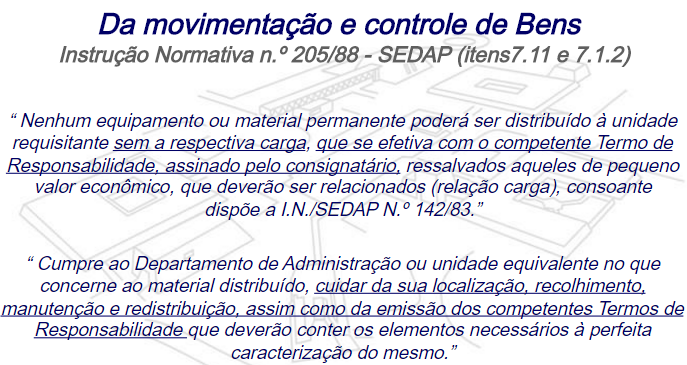 Da movimentação e controle de Bens
Instrução Normativa n.º 205/88 - SEDAP (itens7.11 e 7.1.2)
“ Nenhum equipamento ou material permanente poderá ser distribuído à unidade
requisitante sem a respectiva carga, que se efetiva com o competente Termo de
Responsabilidade, assinado pelo consignatário, ressalvados aqueles de pequeno
valor econômico, que deverão ser relacionados (relação carga), consoante
dispõe a I.N./SEDAP N.º 142/83.”
“ Cumpre ao Departamento de Administração ou unidade equivalente no que
concerne ao material distribuído, cuidar da sua localização, recolhimento,
manutenção e redistribuição, assim como da emissão dos competentes Termos de
Responsabilidade que deverão conter os elementos necessários à perfeita
caracterização do mesmo.”